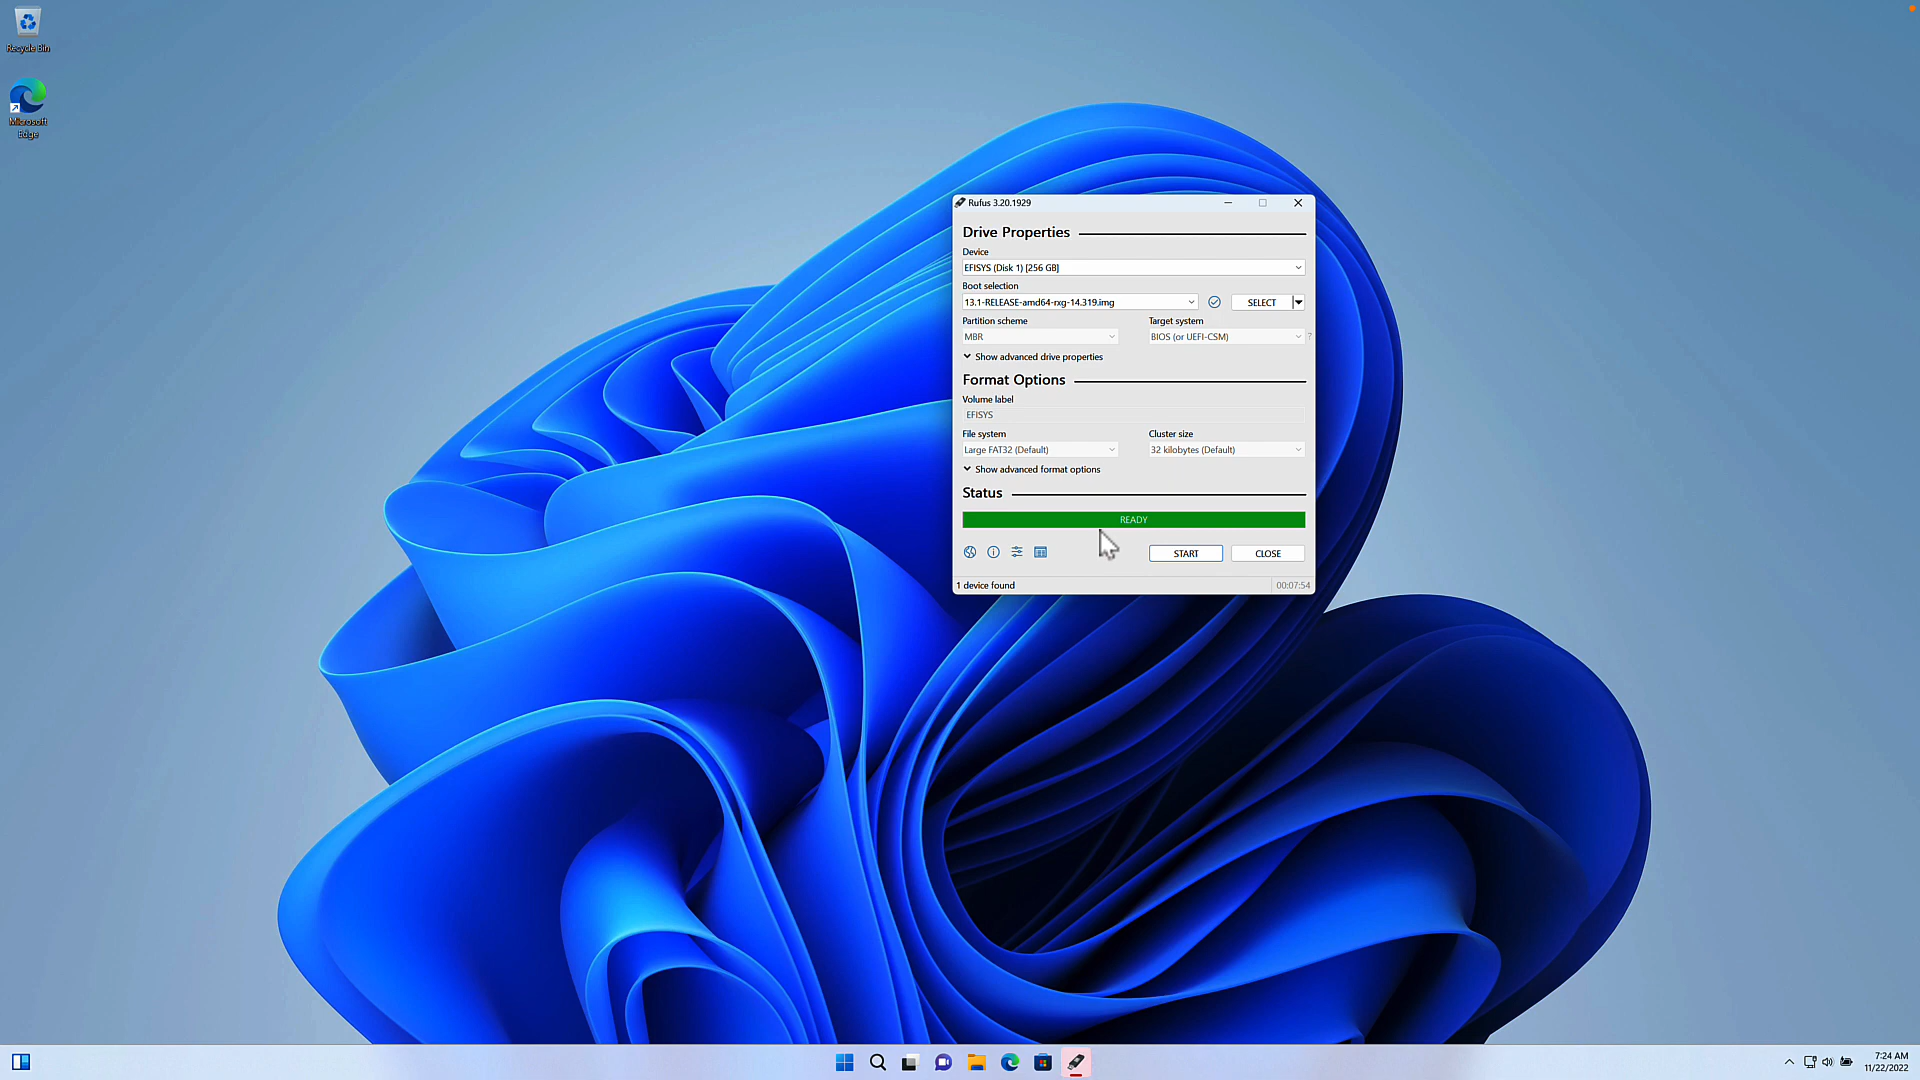 Recycle Bin
Microsoft
Edge
Rufus 3.20.1929
Drive Properties
Device
EFISYS (Disk 1) [256 GB]
Boot selection
13.1-RELEASE-amd64-rxg-14.319.img
SELECT
Partition scheme
Target system
MBR
BIOS (or UEFI-CSM)
?
Show advanced drive properties
Format Options
Volume label
EFISYS
File system
Cluster size
Large FAT32 (Default)
32 kilobytes (Default)
Show advanced format options
Status
READY
START
CLOSE
1 device found
00:07:54
7:24 AM
11/22/2022